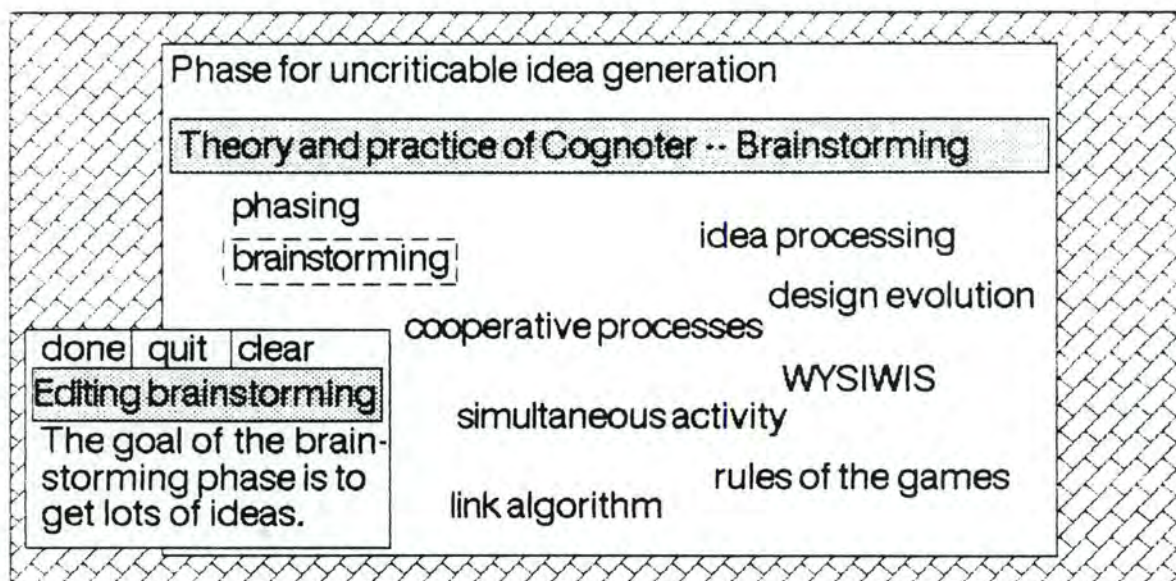 Phase for uncriticable idea generation
Theory and practice of Cognoter -- Brainstorming
phasing
idea processing
brainstorming
design evolution
cooperative processes
done quit clear
WYSIWIS
Editing brainstorming
simultaneous activity
The goal of the brain-
storming phase is to
get lots of ideas.
rules of the games
link algorithm